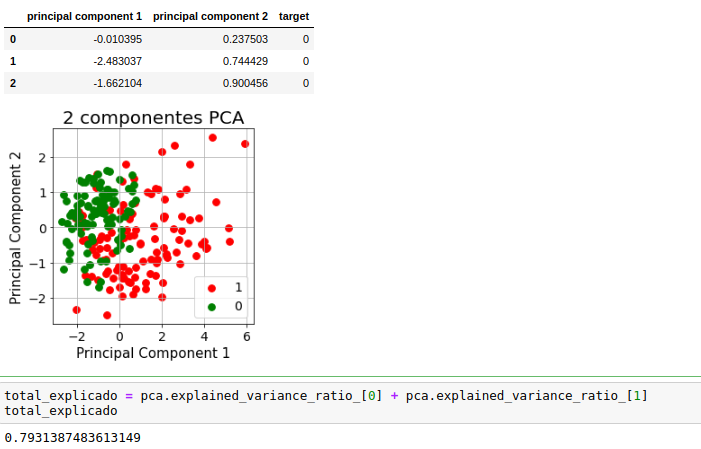 principal component 1 principal component 2 target
0 -0.010395 0.237503 0
1 -2.483037 0.744429 0
2 -1.662104 0.900456 0
2 componentes PCA
Principal Component 2
2
1
0
−1
−2
1
0
−2 0 2 4 6
Principal Component 1
total_explicado = pca.explained_variance_ratio_[0] + pca.explained_variance_ratio_[1]
total_explicado
0.7931387483613149